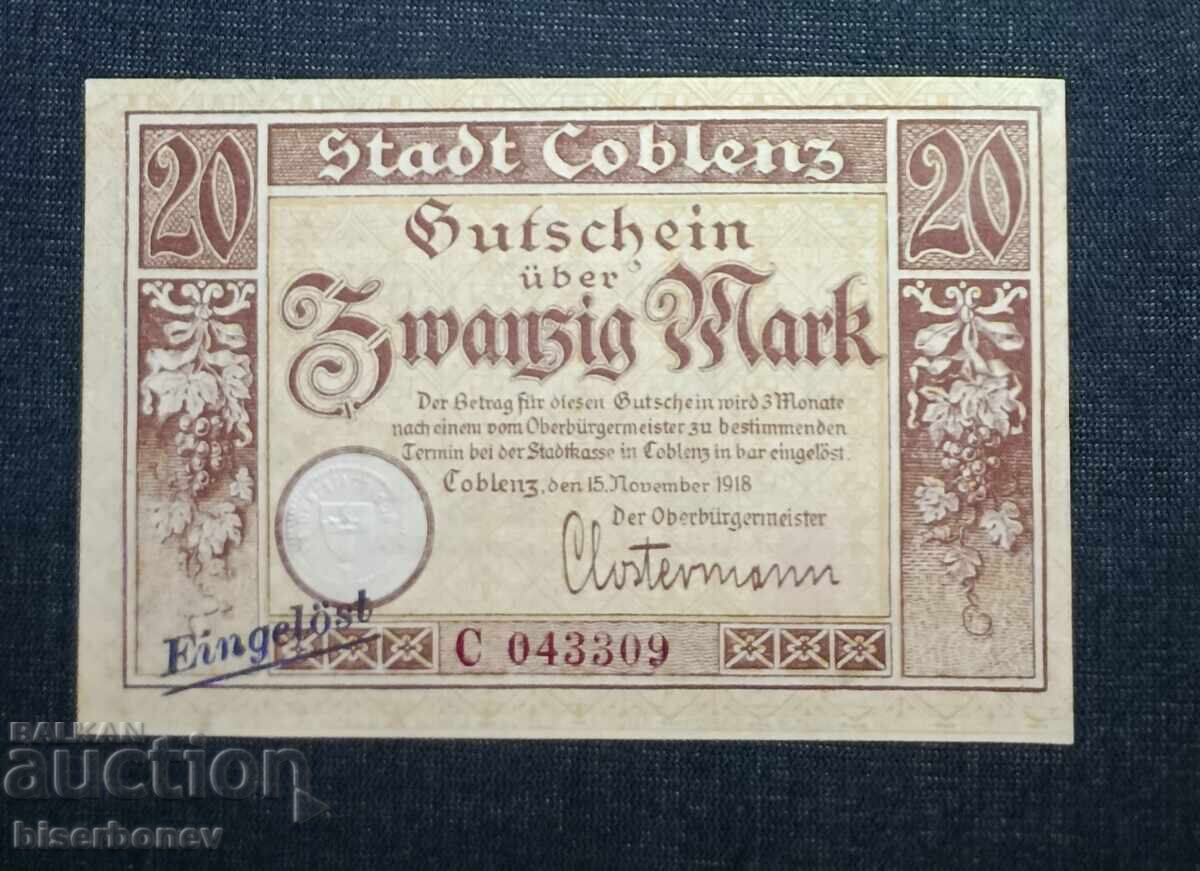 20 Stadt Coblenz 20
Gutschein
über
Zwanzig Mark
Der Betrag für diesen Gutschein wird 3 Monate
nach einem vom Oberbürgermeister zu bestimmenden
Termin bei der Stadtkasse in Coblenz in bar eingelöst.
Coblenz, den 15. November 1918
Der Oberbürgermeister
Clostermann
Eingelöst
C 043309
BALKAN
auction
biserbonev